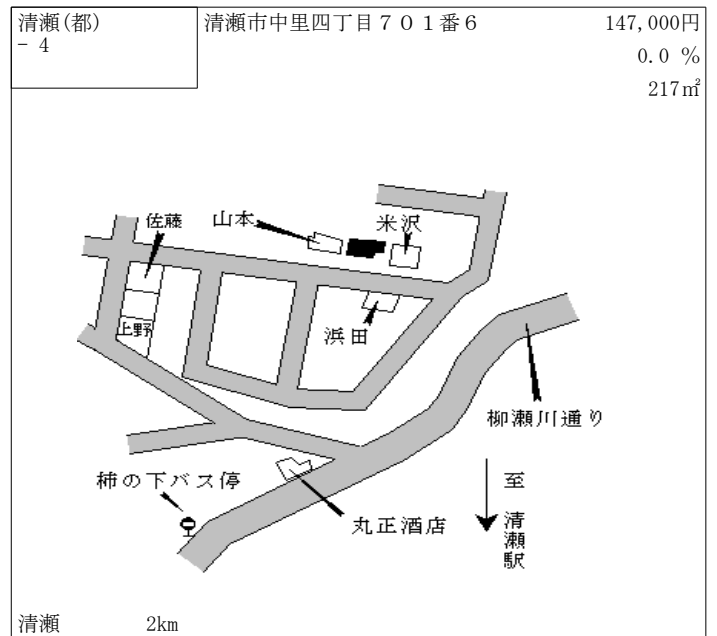 清瀬(都) 清瀬市中里四丁目７０１番６ 147,000円
－ 4 0.0 %
217㎡
佐藤 山本 米沢
上野 浜田
柳瀬川通り
柿の下バス停 至
丸正酒店 清瀬駅
清瀬 2km